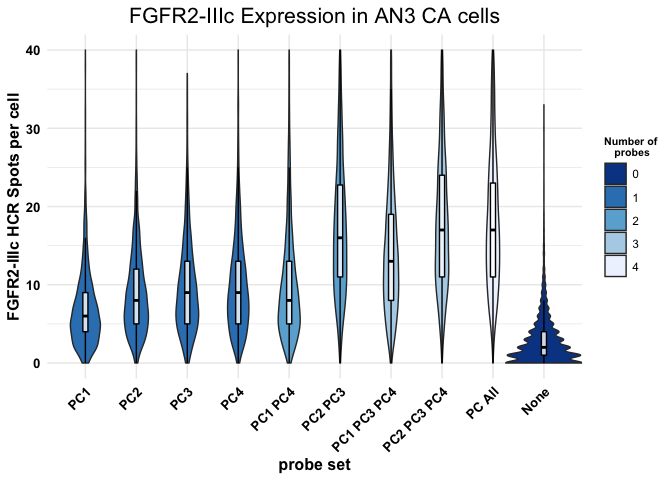 FGFR2-IIIc Expression in AN3 CA cells
FGFR2-IIIc HCR Spots per cell
40
30
20
10
0
PC1
PC2
PC3
PC4
PC1 PC4
PC2 PC3
PC1 PC3 PC4
PC2 PC3 PC4
PC All
None
probe set
Number of
probes
0
1
2
3
4